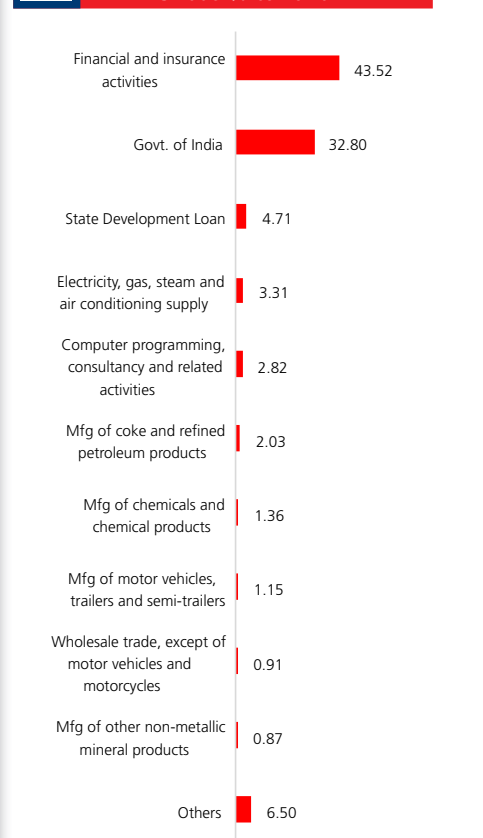 Financial and insurance
activities
43.52
Govt. of India
32.80
State Development Loan
4.71
Electricity, gas, steam and
air conditioning supply
3.31
Computer programming,
consultancy and related
activities
2.82
Mfg of coke and refined
petroleum products
2.03
Mfg of chemicals and
chemical products
1.36
Mfg of motor vehicles,
trailers and semi-trailers
1.15
Wholesale trade, except of
motor vehicles and
motorcycles
0.91
Mfg of other non-metallic
mineral products
0.87
Others
6.50